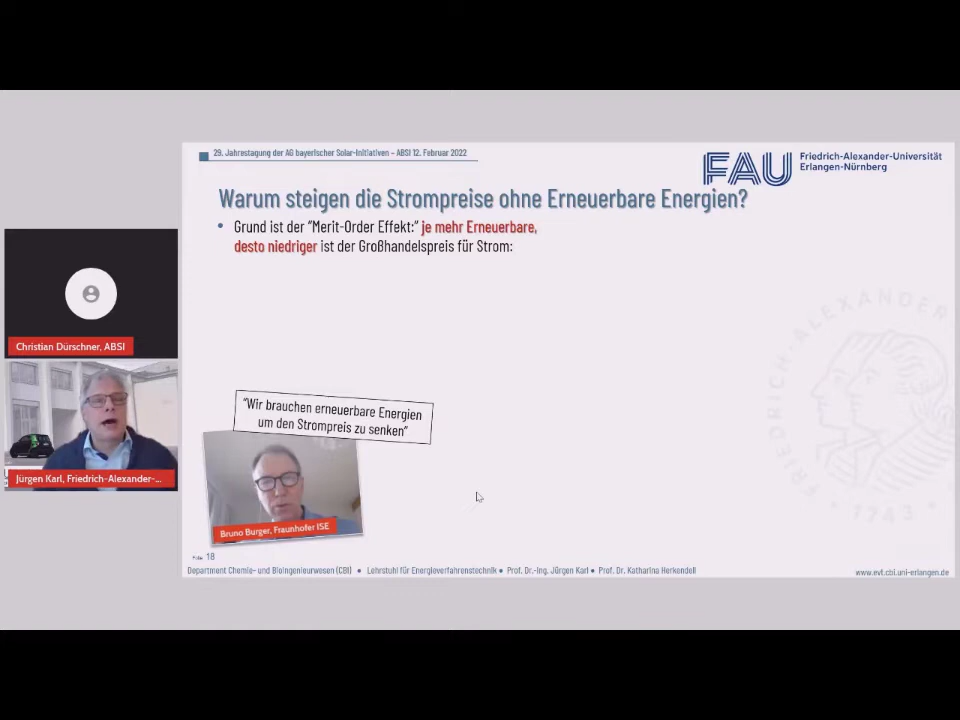 29. Jahrestagung der AG bayerischer Solar-Initiativen – ABSI 12. Februar 2022
FAU Friedrich-Alexander-Universität
Erlangen-Nürnberg
Warum steigen die Strompreise ohne Erneuerbare Energien?
• Grund ist der "Merit-Order Effekt:" je mehr Erneuerbare,
desto niedriger ist der Großhandelspreis für Strom:
Christian Dürschner, ABSI
Jürgen Karl, Friedrich-Alexander-...
"Wir brauchen erneuerbare Energien
um den Strompreis zu senken"
Bruno Burger, Fraunhofer ISE
FRIEDRICH-ALEXANDER
• 1743 •
18
Department Chemie- und Bioingenieurwesen (CBI) • Lehrstuhl für Energieverfahrenstechnik • Prof. Dr.-Ing. Jürgen Karl • Prof. Dr. Katharina Herkendell
www.evt.cbi.uni-erlangen.de